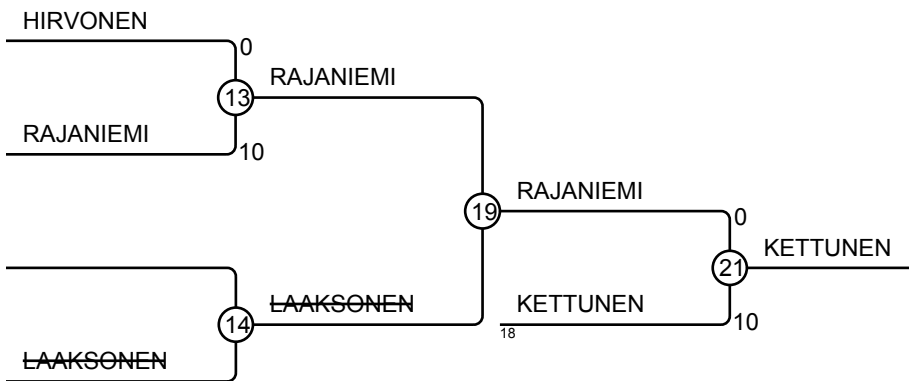 HIRVONEN
0
RAJANIEMI
13
RAJANIEMI
10
RAJANIEMI
0
19
KETTUNEN
21
LAAKSONEN
KETTUNEN
10
14
18
LAAKSONEN